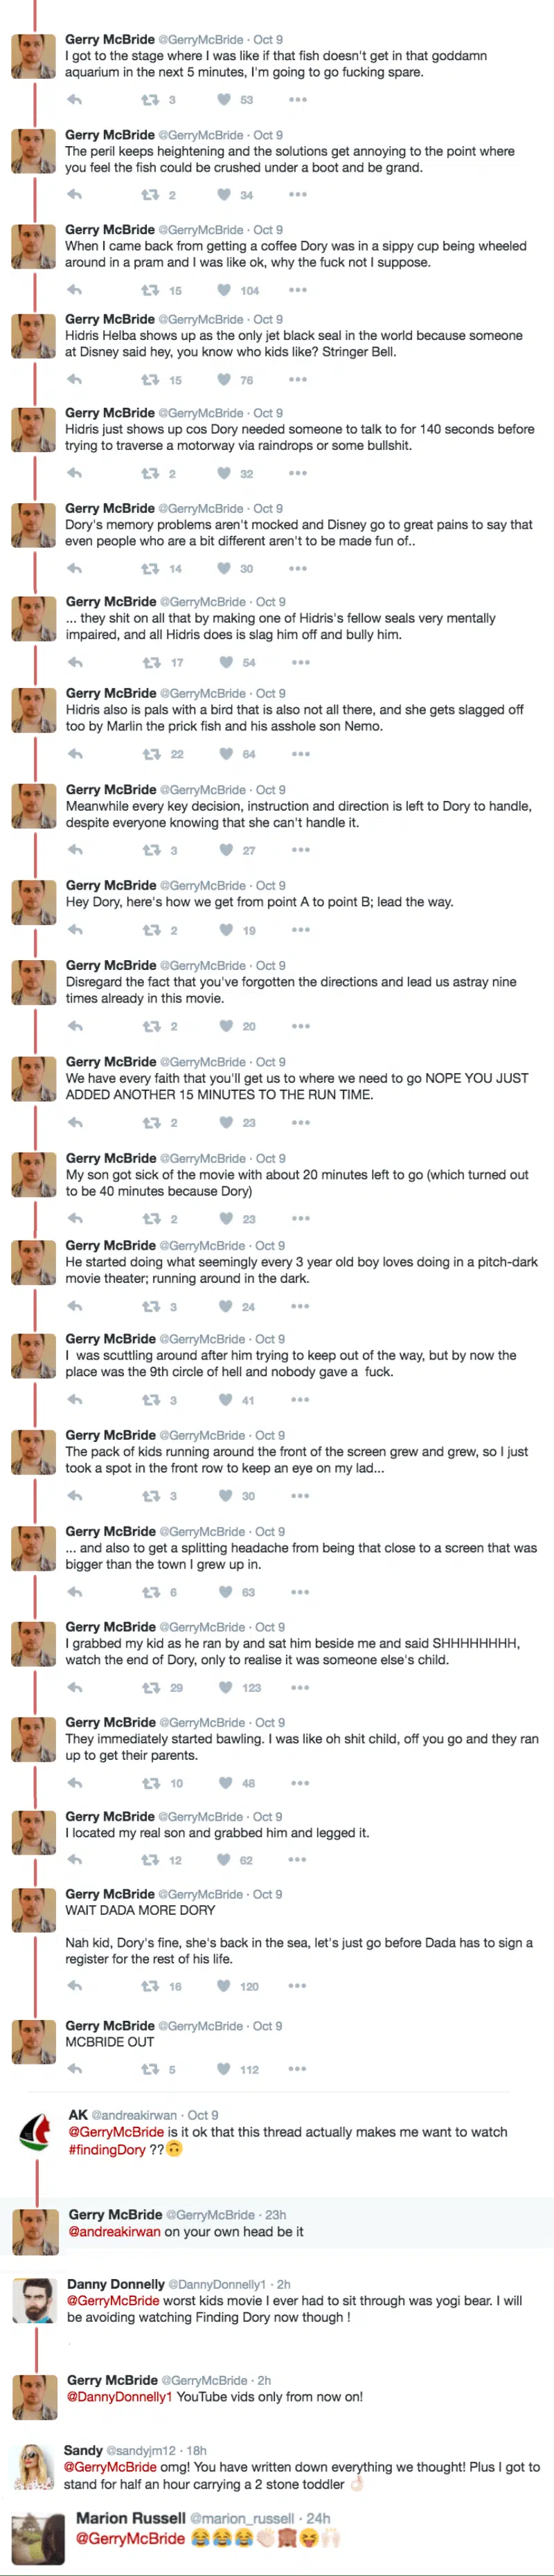 Gerry McBride @GerryMcBride · Oct 9
I got to the stage where I was like if that fish doesn't get in that goddamn
aquarium in the next 5 minutes, I'm going to go fucking spare.
3 53
Gerry McBride @GerryMcBride · Oct 9
The peril keeps heightening and the solutions get annoying to the point where
you feel the fish could be crushed under a boot and be grand.
2 34
Gerry McBride @GerryMcBride · Oct 9
When I came back from getting a coffee Dory was in a sippy cup being wheeled
around in a pram and I was like ok, why the fuck not I suppose.
15 104
Gerry McBride @GerryMcBride · Oct 9
Hidris Helba shows up as the only jet black seal in the world because someone
at Disney said hey, you know who kids like? Stringer Bell.
15 76
Gerry McBride @GerryMcBride · Oct 9
Hidris just shows up cos Dory needed someone to talk to for 140 seconds before
trying to traverse a motorway via raindrops or some bullshit.
2 32
Gerry McBride @GerryMcBride · Oct 9
Dory's memory problems aren't mocked and Disney go to great pains to say that
even people who are a bit different aren't to be made fun of..
14 30
Gerry McBride @GerryMcBride · Oct 9
... they shit on all that by making one of Hidris's fellow seals very mentally
impaired, and all Hidris does is slag him off and bully him.
17 54
Gerry McBride @GerryMcBride · Oct 9
Hidris also is pals with a bird that is also not all there, and she gets slagged off
too by Marlin the prick fish and his asshole son Nemo.
22 64
Gerry McBride @GerryMcBride · Oct 9
Meanwhile every key decision, instruction and direction is left to Dory to handle,
despite everyone knowing that she can't handle it.
3 27
Gerry McBride @GerryMcBride · Oct 9
Hey Dory, here's how we get from point A to point B; lead the way.
2 19
Gerry McBride @GerryMcBride · Oct 9
Disregard the fact that you've forgotten the directions and lead us astray nine
times already in this movie.
2 20
Gerry McBride @GerryMcBride · Oct 9
We have every faith that you'll get us to where we need to go NOPE YOU JUST
ADDED ANOTHER 15 MINUTES TO THE RUN TIME.
2 23
Gerry McBride @GerryMcBride · Oct 9
My son got sick of the movie with about 20 minutes left to go (which turned out
to be 40 minutes because Dory)
2 23
Gerry McBride @GerryMcBride · Oct 9
He started doing what seemingly every 3 year old boy loves doing in a pitch-dark
movie theater; running around in the dark.
3 24
Gerry McBride @GerryMcBride · Oct 9
I was scuttling around after him trying to keep out of the way, but by now the
place was the 9th circle of hell and nobody gave a fuck.
3 41
Gerry McBride @GerryMcBride · Oct 9
The pack of kids running around the front of the screen grew and grew, so I just
took a spot in the front row to keep an eye on my lad...
3 30
Gerry McBride @GerryMcBride · Oct 9
... and also to get a splitting headache from being that close to a screen that was
bigger than the town I grew up in.
6 63
Gerry McBride @GerryMcBride · Oct 9
I grabbed my kid as he ran by and sat him beside me and said SHHHHHHHH,
watch the end of Dory, only to realise it was someone else's child.
29 123
Gerry McBride @GerryMcBride · Oct 9
They immediately started bawling. I was like oh shit child, off you go and they ran
up to get their parents.
10 48
Gerry McBride @GerryMcBride · Oct 9
I located my real son and grabbed him and legged it.
12 62
Gerry McBride @GerryMcBride · Oct 9
WAIT DADA MORE DORY
Nah kid, Dory's fine, she's back in the sea, let's just go before Dada has to sign a
register for the rest of his life.
16 120
Gerry McBride @GerryMcBride · Oct 9
MCBRIDE OUT
5 112
AK @andreakirwan · Oct 9
@GerryMcBride is it ok that this thread actually makes me want to watch
#findingDory ??🙃
Gerry McBride @GerryMcBride · 23h
@andreakirwan on your own head be it
Danny Donnelly @DannyDonnelly1 · 2h
@GerryMcBride worst kids movie I ever had to sit through was yogi bear. I will
be avoiding watching Finding Dory now though !
Gerry McBride @GerryMcBride · 2h
@DannyDonnelly1 YouTube vids only from now on!
Sandy @sandyjm12 · 18h
@GerryMcBride omg! You have written down everything we thought! Plus I got to
stand for half an hour carrying a 2 stone toddler 👌🏻
Marion Russell @marion_russell · 24h
@GerryMcBride 😂😂😂👏🏻🙈😝🙌🏻